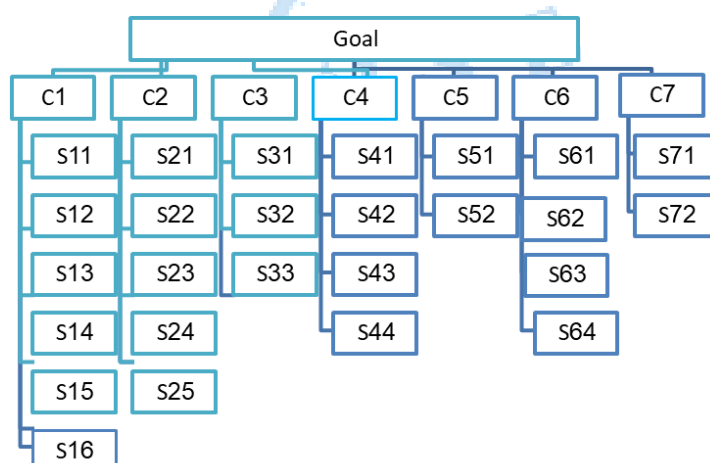 Goal
C1 C2 C3 C4 C5 C6 C7
S11 S21 S31 S41 S51 S61 S71
S12 S22 S32 S42 S52 S62 S72
S13 S23 S33 S43 S63
S14 S24 S44 S64
S15 S25
S16